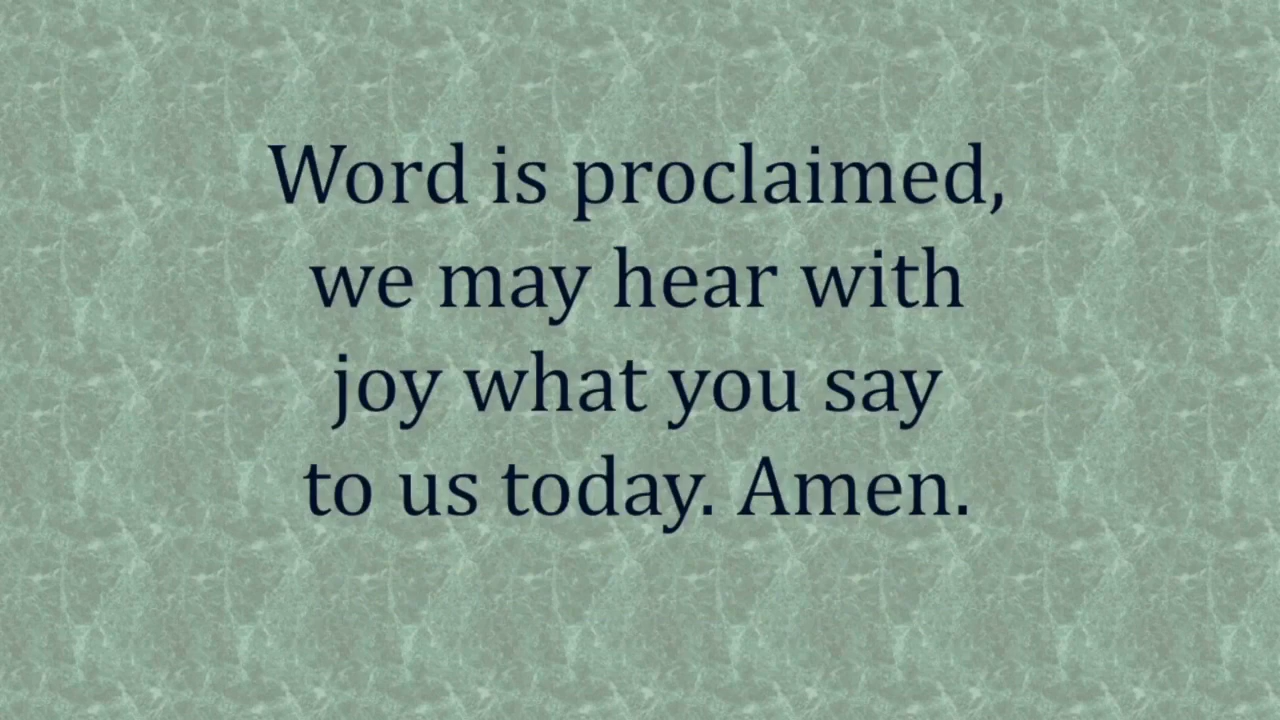 Word is proclaimed,
we may hear with
joy what you say
to us today. Amen.